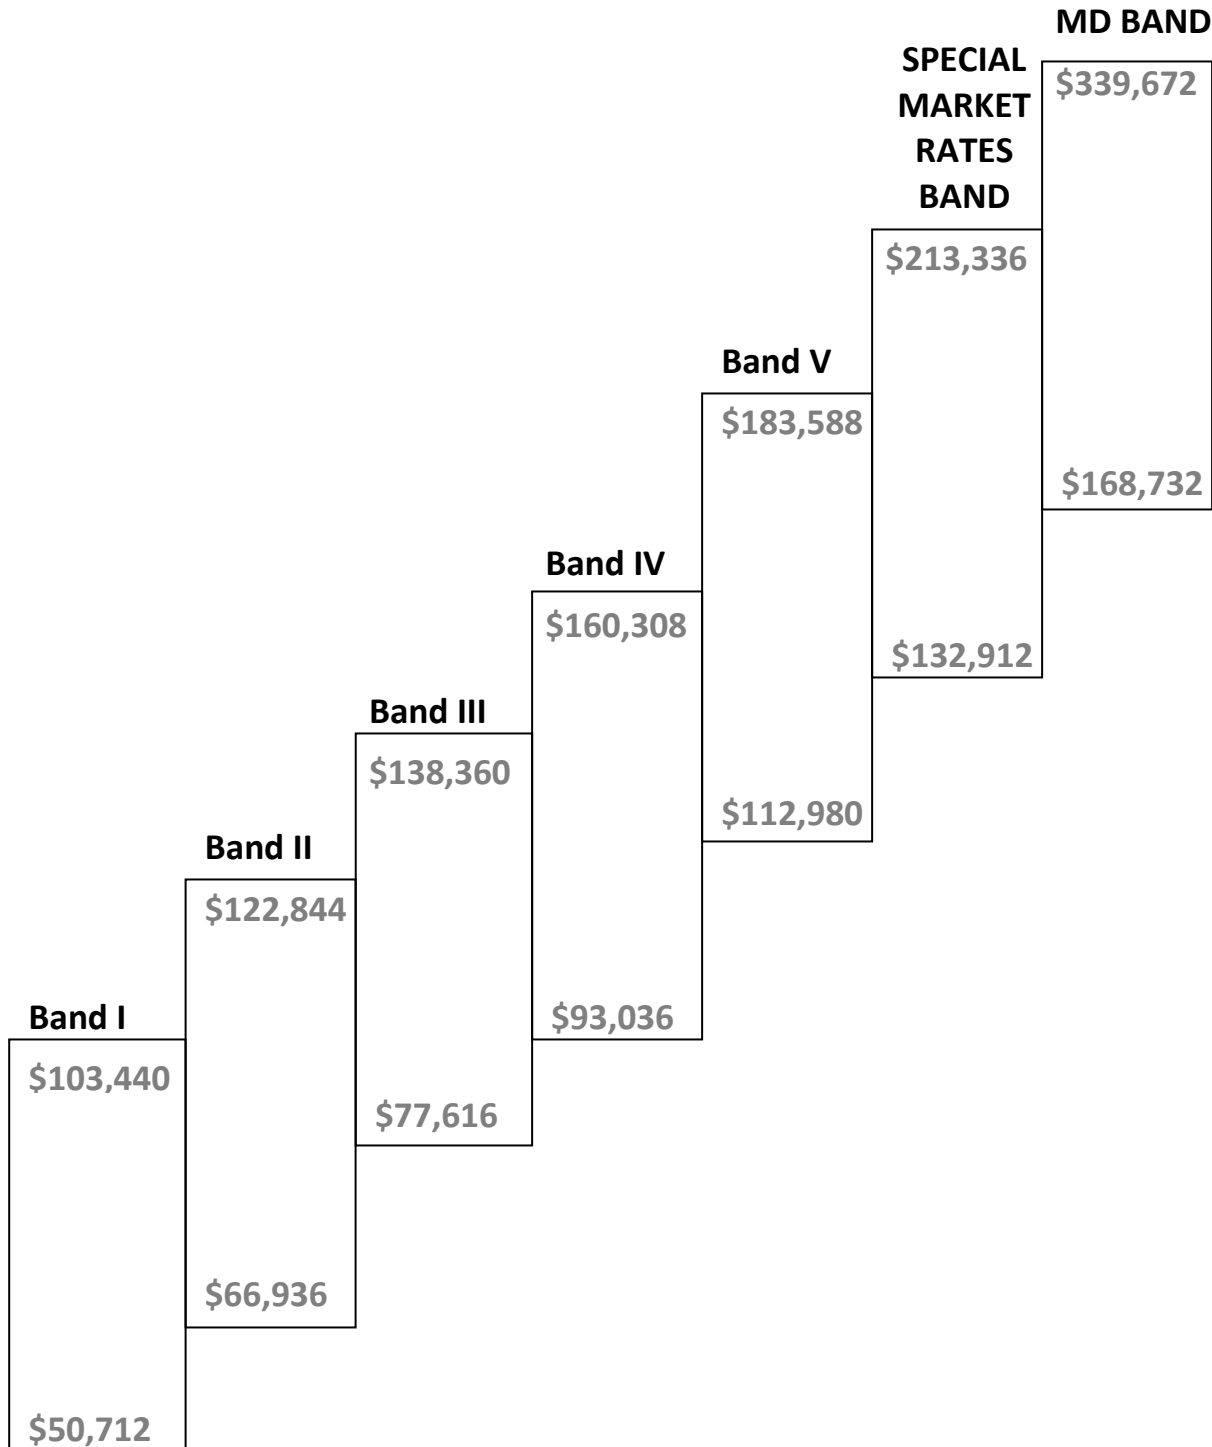 MD BAND
$339,672
$168,732
SPECIAL
MARKET
RATES
BAND
$213,336
$132,912
Band V
$183,588
$112,980
Band IV
$160,308
$93,036
Band III
$138,360
$77,616
Band II
$122,844
$66,936
Band I
$103,440
$50,712